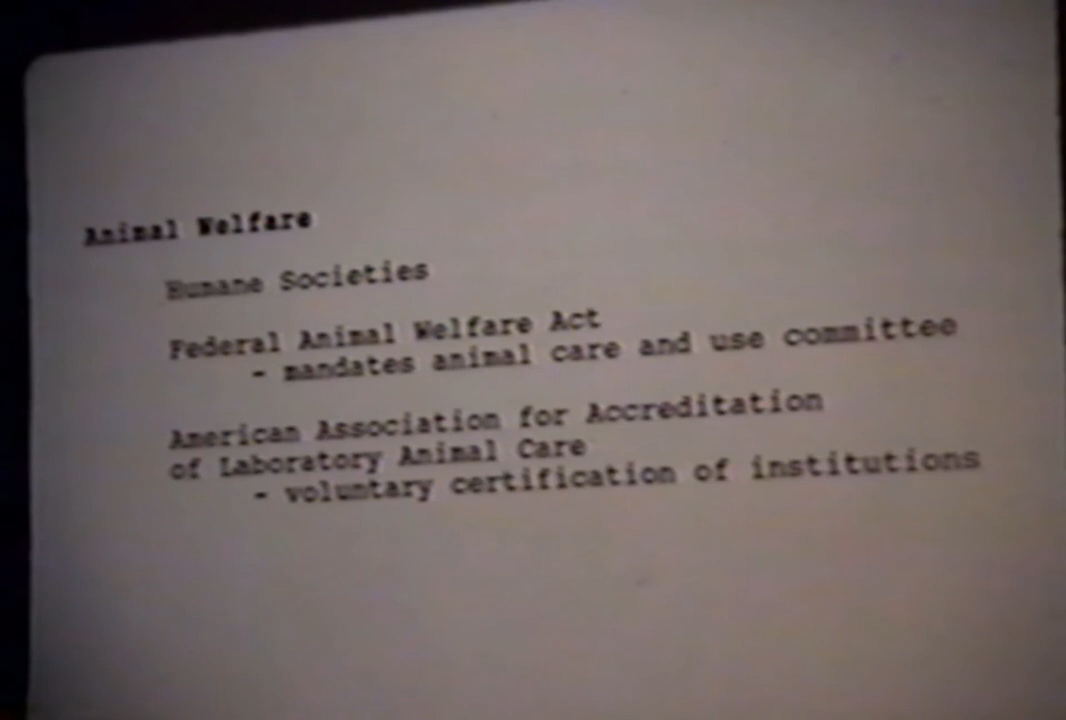 Animal Welfare
Humane Societies
Federal Animal Welfare Act
- mandates animal care and use committee
American Association for Accreditation
of Laboratory Animal Care
- voluntary certification of institutions